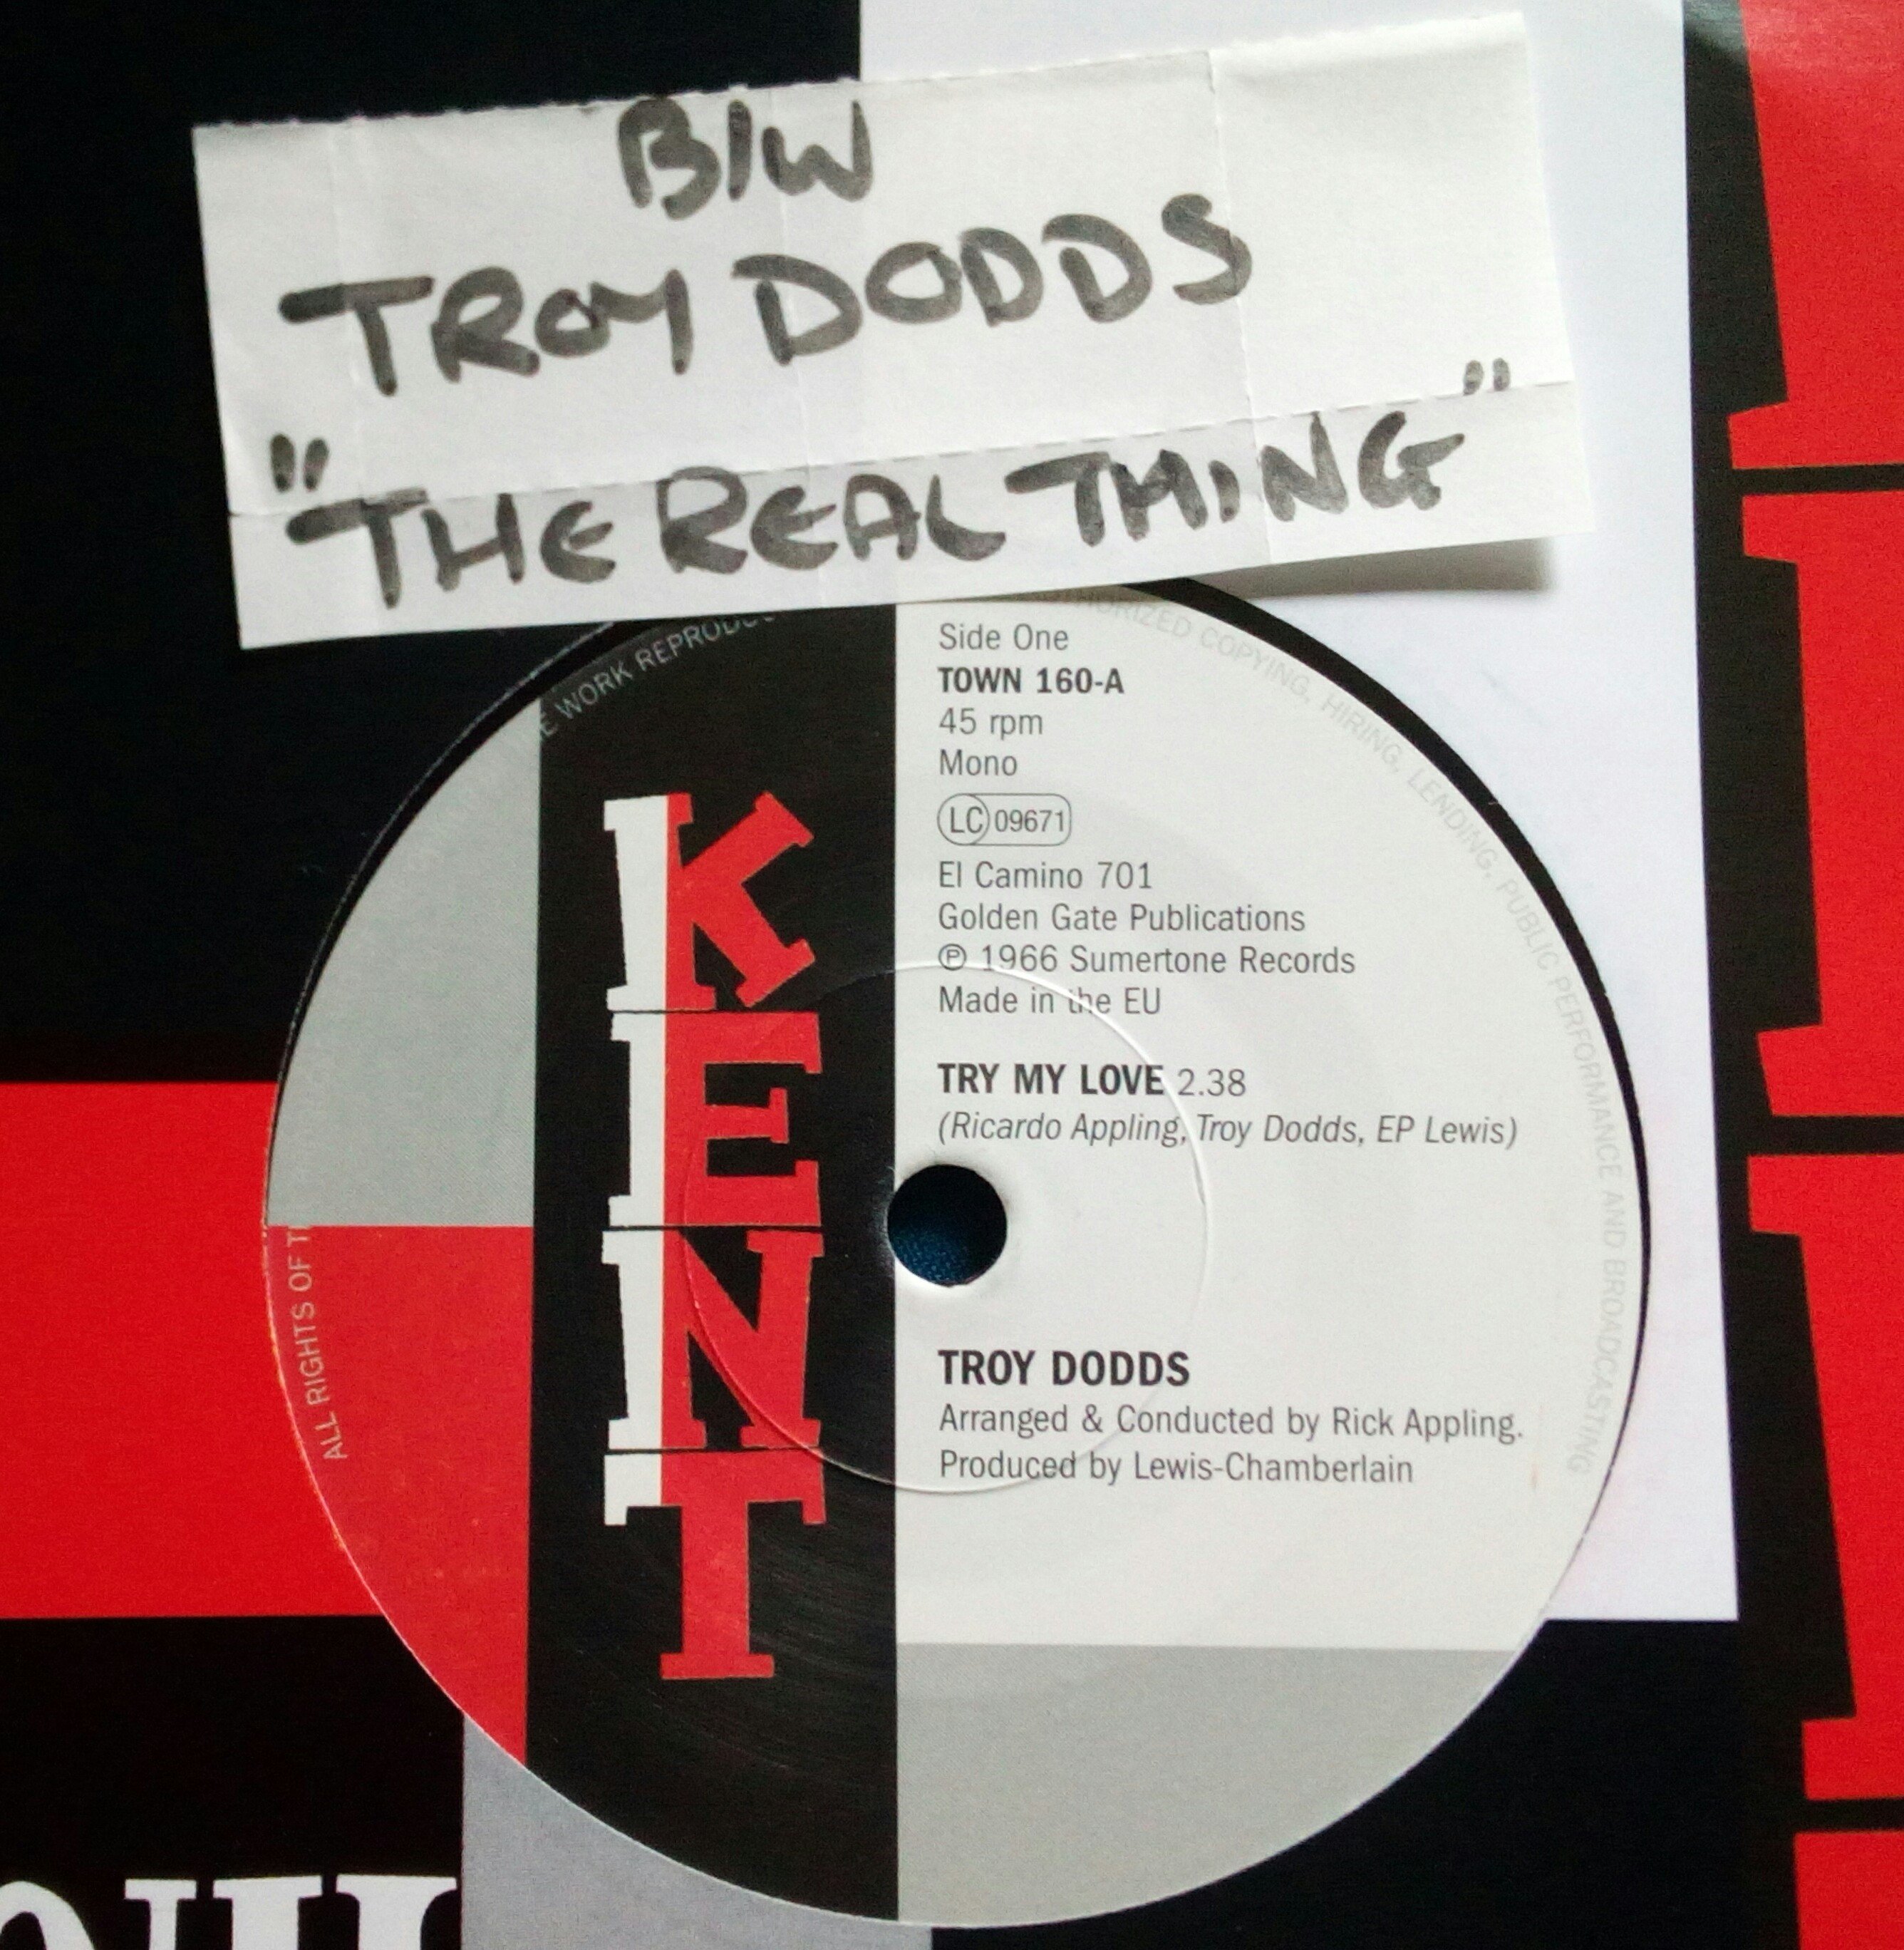 B/W
TROY DODDS
"THE REAL THING"
Side One
TOWN 160-A
45 rpm
Mono
LC 09671
El Camino 701
Golden Gate Publications
℗ 1966 Sumertone Records
Made in the EU
TRY MY LOVE 2.38
(Ricardo Appling, Troy Dodds, EP Lewis)
TROY DODDS
Arranged & Conducted by Rick Appling.
Produced by Lewis-Chamberlain
KENT
ALL RIGHTS OF T
WORK
COPYING, HIRING, LENDING, PUBLIC PERFORMANCE AND BROADCASTING